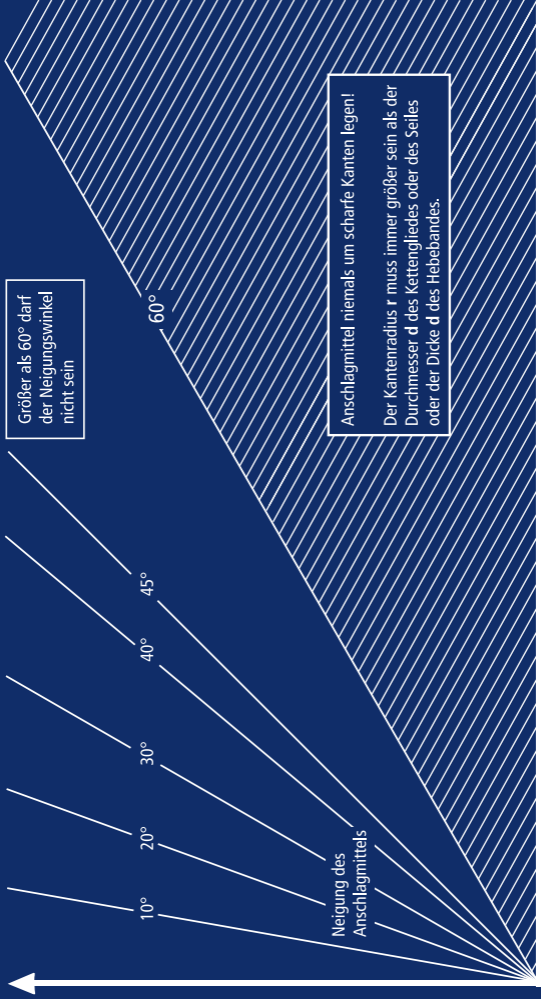 Größer als 60° darf
der Neigungswinkel
nicht sein
10°
20°
30°
40°
45°
60°
Neigung des
Anschlagmittels
Anschlagmittel niemals um scharfe Kanten legen!
Der Kantenradius r muss immer größer sein als der
Durchmesser d des Kettengliedes oder des Seiles
oder der Dicke d des Hebebandes.